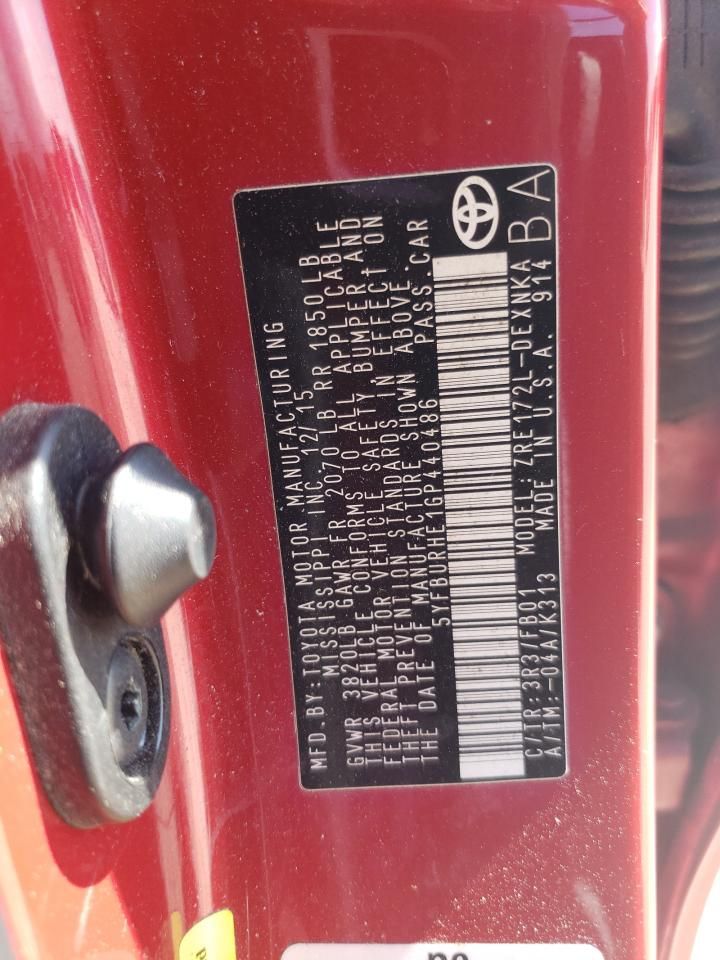 MFD.BY:TOYOTA MOTOR MANUFACTURING
MISSISSIPPI INC. 12/15
GVWR 3820LB GAWR FR 2070 LB RR 1850 LB
THIS VEHICLE CONFORMS TO ALL APPLICABLE
FEDERAL MOTOR VEHICLE SAFETY, BUMPER, AND
THEFT PREVENTION STANDARDS IN EFFECT ON
THE DATE OF MANUFACTURE SHOWN ABOVE.
5YFBURHE1GP440486 PASS.CAR
C/TR: 3R3/FB01 MODEL: ZRE172L-DEXNKA
A/TM:-04A/K313 MADE IN U.S.A. 914
BA